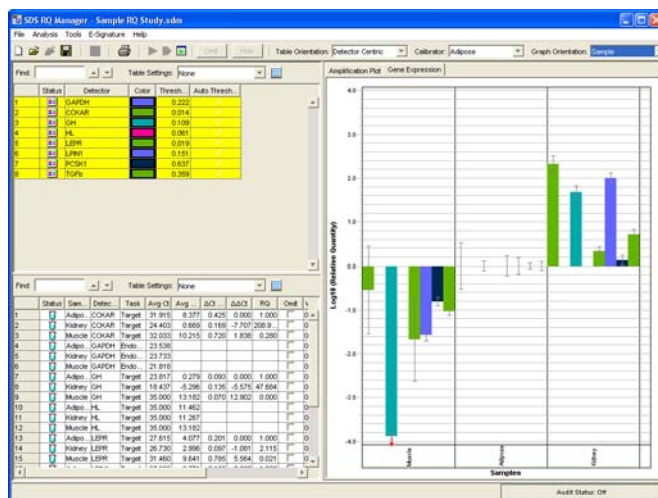 SDS RQ Manager - Sample RQ Study.sdm
File Analysis Tools E-Signature Help
Omit Hide Table Orientation: Detector Centric Calibrator: Adipose Graph Orientation: Sample
Find: Table Settings: None
Status Detector Color Thresh... Auto Thresh...
1 GAPDH 0.222
2 CCKAR 0.014
3 GH 0.109
4 HL 0.061
5 LEPR 0.019
6 LPIN1 0.151
7 PCSK1 0.637
8 TGFb 0.359
Find: Table Settings: None
Status Sam... Detec... Task Avg Ct Avg ... ΔCt ... ΔΔCt RQ Omit
1 Adipo... CCKAR Target 31.915 8.377 0.425 0.000 1.000
2 Kidney CCKAR Target 24.403 0.669 0.169 -7.707 208.9...
3 Muscle CCKAR Target 32.033 10.215 0.720 1.838 0.280
4 Adipo... GAPDH Endo... 23.538
5 Kidney GAPDH Endo... 23.733
6 Muscle GAPDH Endo... 21.818
7 Adipo... GH Target 23.817 0.279 0.093 0.000 1.000
8 Kidney GH Target 18.437 -5.296 0.135 -5.575 47.684
9 Muscle GH Target 35.000 13.182 0.070 12.902 0.000
10 Adipo... HL Target 35.000 11.462
11 Kidney HL Target 35.000 11.267
12 Muscle HL Target 35.000 13.182
13 Adipo... LEPR Target 27.615 4.077 0.201 0.000 1.000
14 Kidney LEPR Target 26.730 2.996 0.097 -1.081 2.115
15 Muscle LEPR Target 31.460 9.641 0.785 5.564 0.021
Amplification Plot Gene Expression
4.0
3.0
2.0
1.0
0.0
-1.0
-2.0
-3.0
-4.0
Log10 (Relative Quantity)
Muscle
Adipose
Kidney
Samples
Audit Status: Off